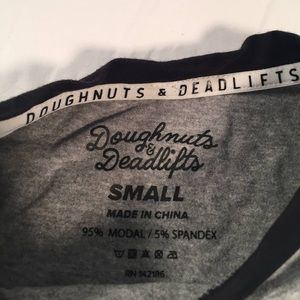 DOUGHNUTS & DEADLIFTS
Doughnuts
&
Deadlifts
SMALL
MADE IN CHINA
95% MODAL / 5% SPANDEX
RN 142186